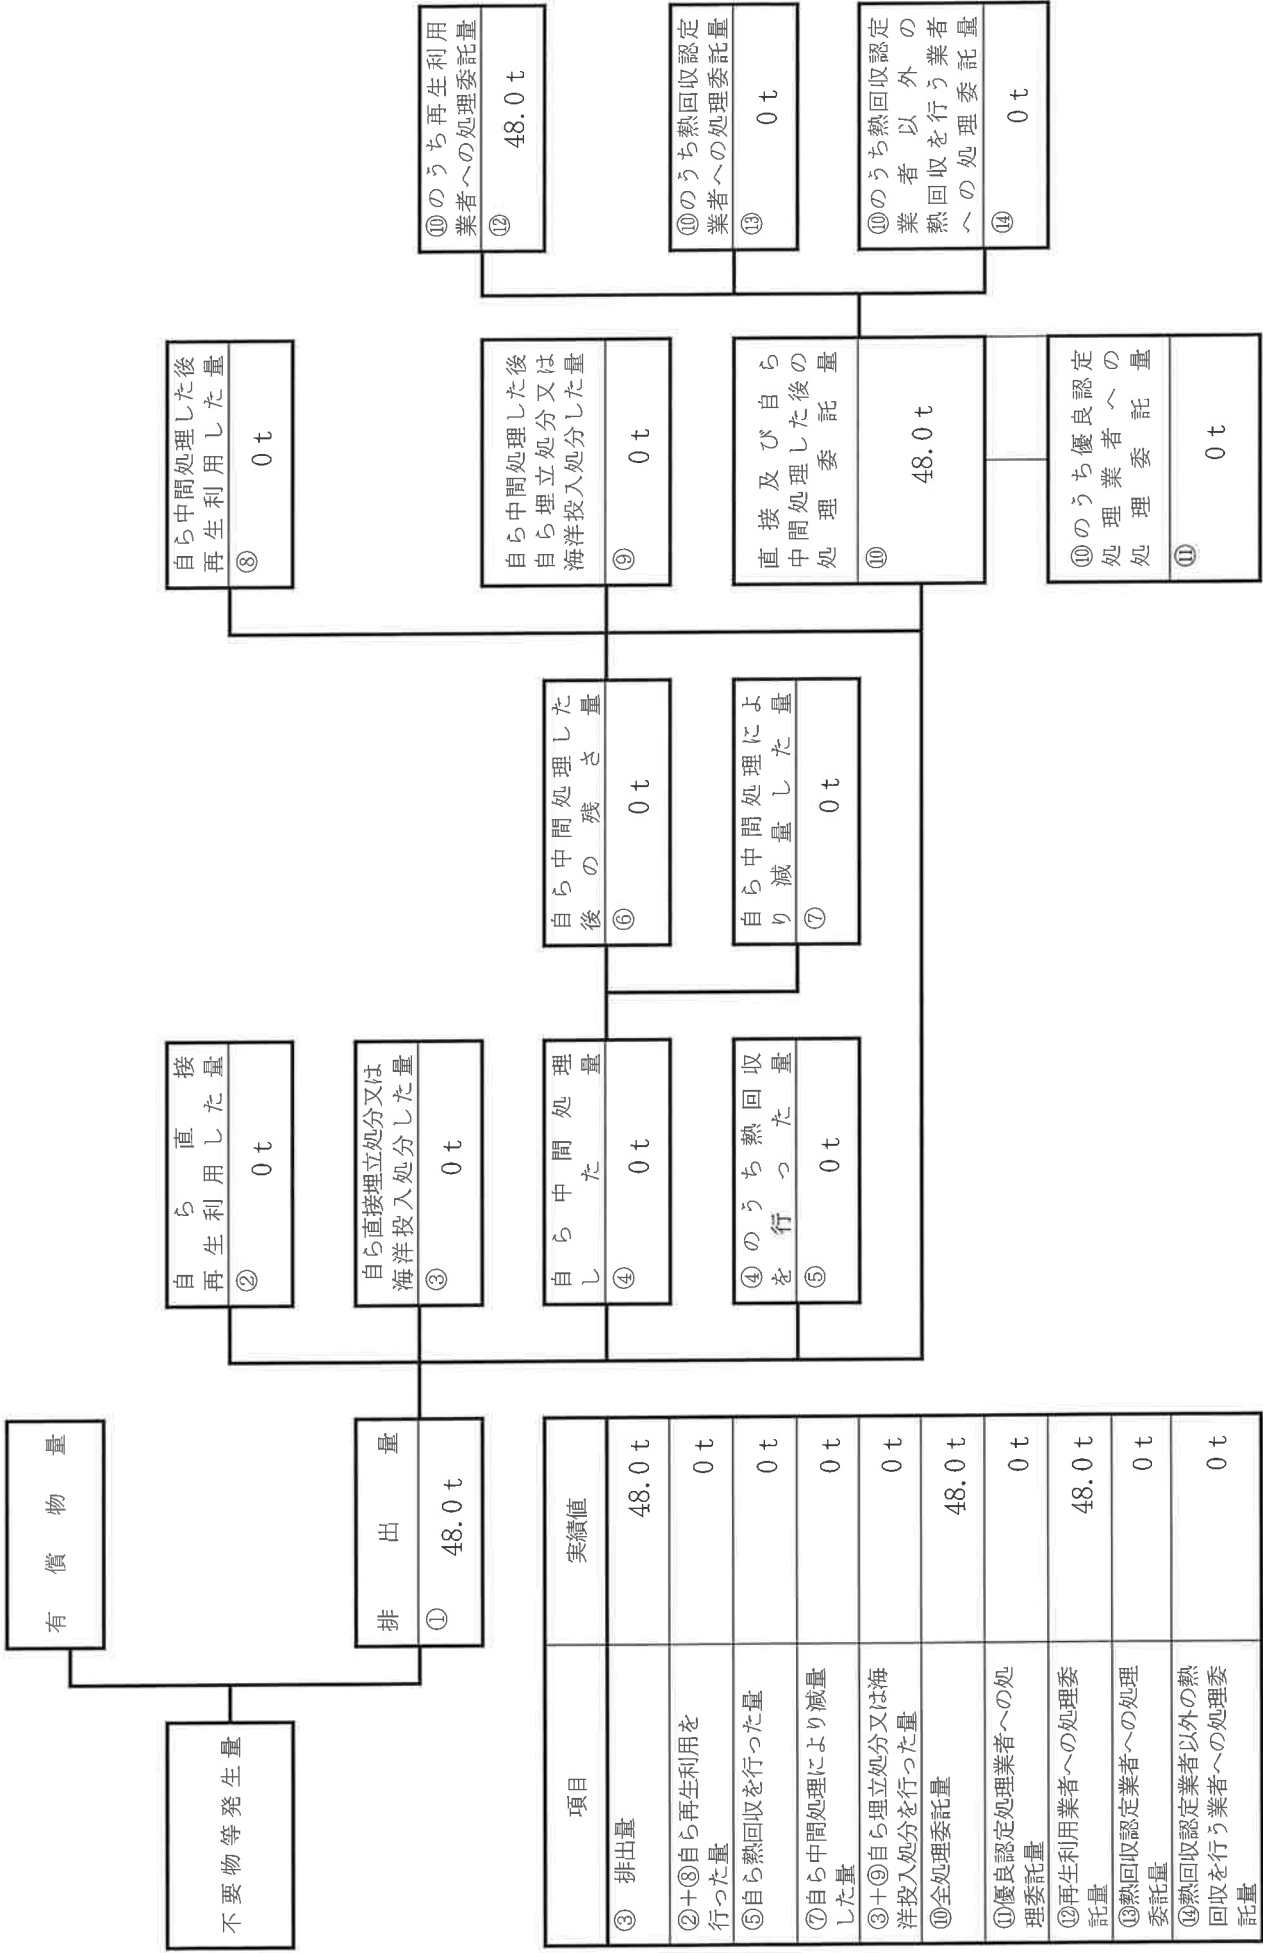 不要物等発生量
有償物量
排出量
① 48.0 t
自ら直接
再生利用した量
② 0 t
自ら直接埋立処分又は
海洋投入処分した量
③ 0 t
自ら中間処理
した量
④ 0 t
④のうち熱回収
を行った量
⑤ 0 t
自ら中間処理した
後の残さ量
⑥ 0 t
自ら中間処理によ
り減量した量
⑦ 0 t
自ら中間処理した後
再生利用した量
⑧ 0 t
自ら中間処理した後
自ら埋立処分又は
海洋投入処分した量
⑨ 0 t
直接及び自ら
中間処理した後の
処理委託量
⑩ 48.0 t
⑩のうち優良認定
処理業者への
処理委託量
⑪ 0 t
⑩のうち再生利用
業者への処理委託量
⑫ 48.0 t
⑩のうち熱回収認定
業者への処理委託量
⑬ 0 t
⑩のうち熱回収認定
業者以外の
熱回収を行う業者
への処理委託量
⑭ 0 t
項目 実績値
③ 排出量 48.0 t
②+⑧自ら再生利用を
行った量 0 t
⑤自ら熱回収を行った量 0 t
⑦自ら中間処理により減量
した量 0 t
③+⑨自ら埋立処分又は海
洋投入処分を行った量 0 t
⑩全処理委託量 48.0 t
⑪優良認定処理業者への処
理委託量 0 t
⑫再生利用業者への処理委
託量 48.0 t
⑬熱回収認定業者への処理
委託量 0 t
⑭熱回収認定業者以外の熱
回収を行う業者への処理委
託量 0 t